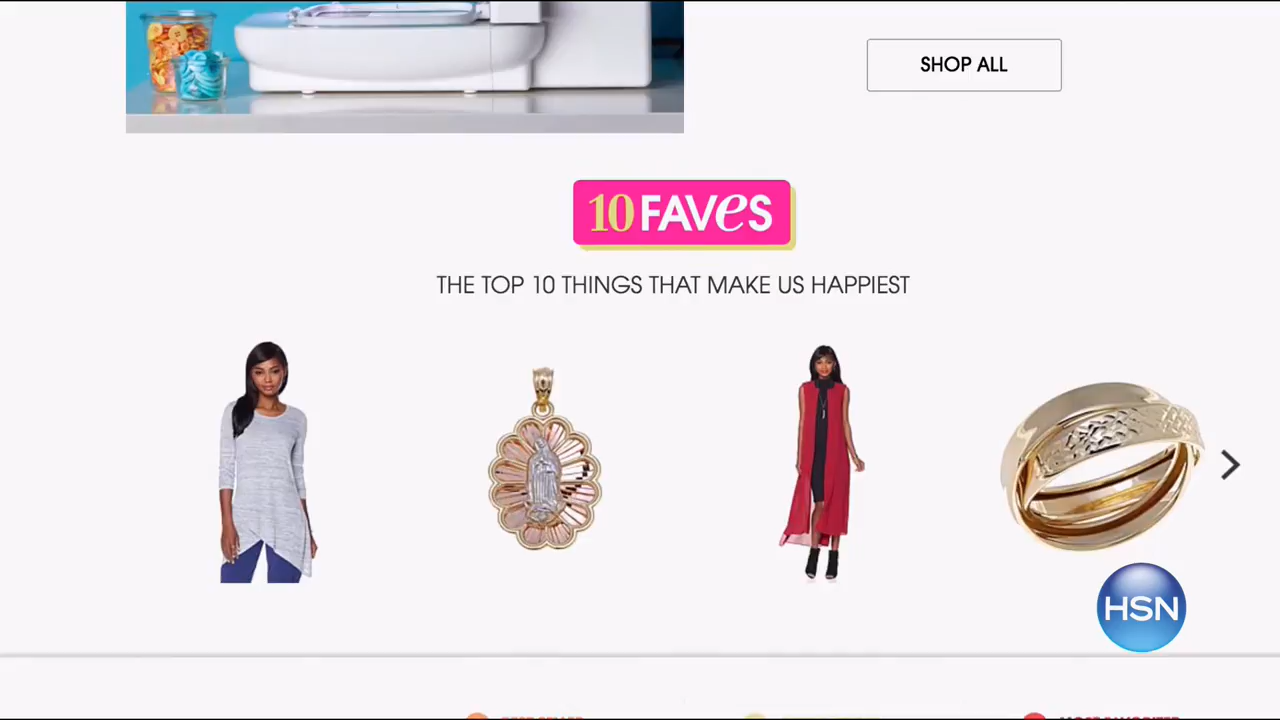 SHOP ALL
10 FAVeS
THE TOP 10 THINGS THAT MAKE US HAPPIEST
HSN